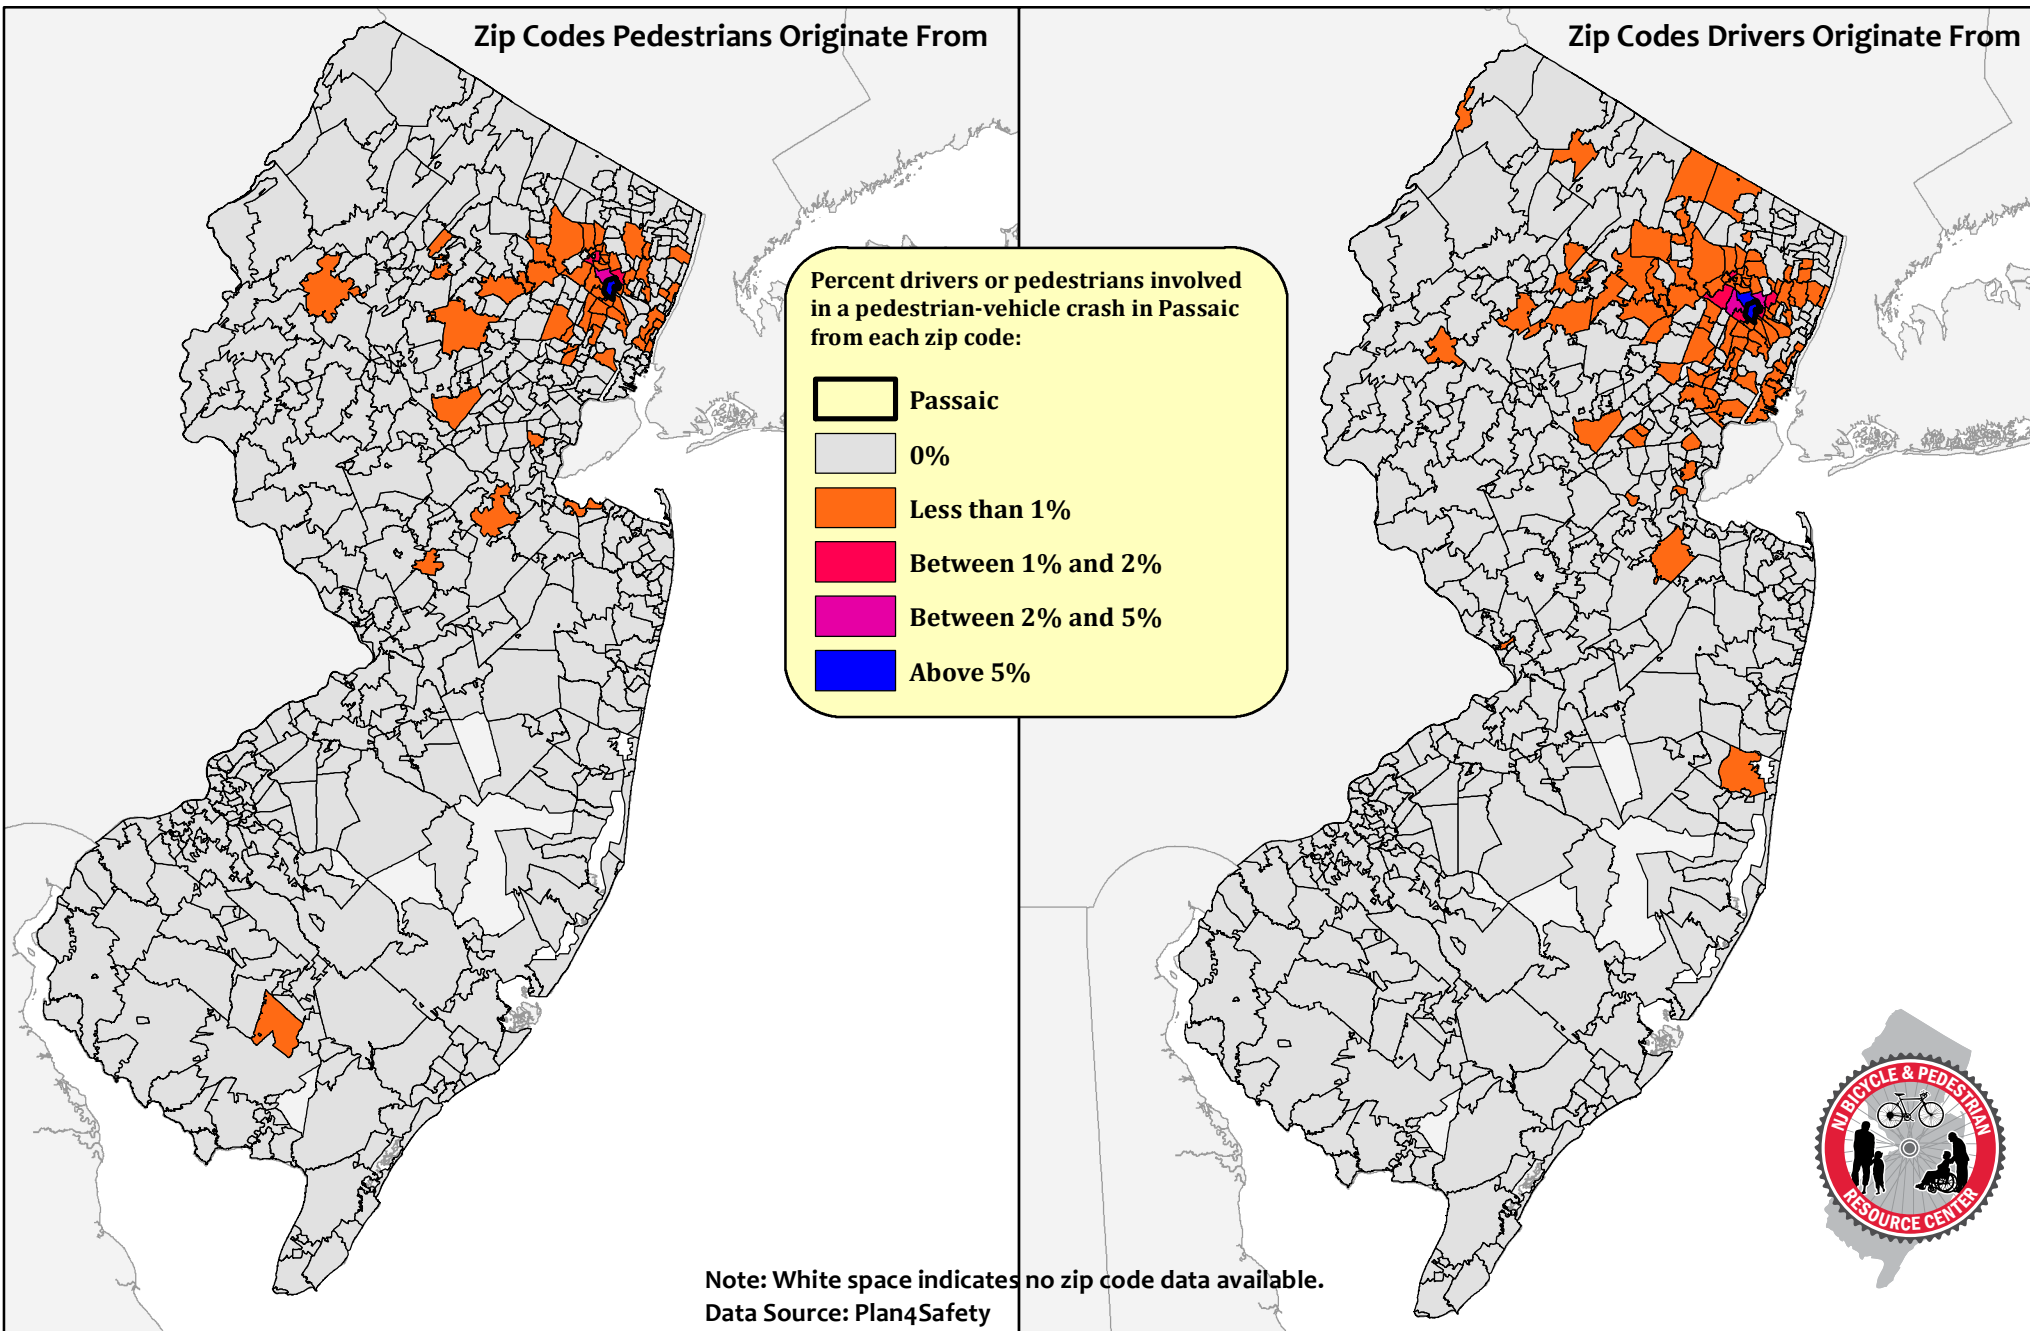 Zip Codes Pedestrians Originate From
Zip Codes Drivers Originate From
Percent drivers or pedestrians involved
in a pedestrian-vehicle crash in Passaic
from each zip code:
Passaic
0%
Less than 1%
Between 1% and 2%
Between 2% and 5%
Above 5%
NJ BICYCLE & PEDESTRIAN
RESOURCE CENTER
Note: White space indicates no zip code data available.
Data Source: Plan4Safety